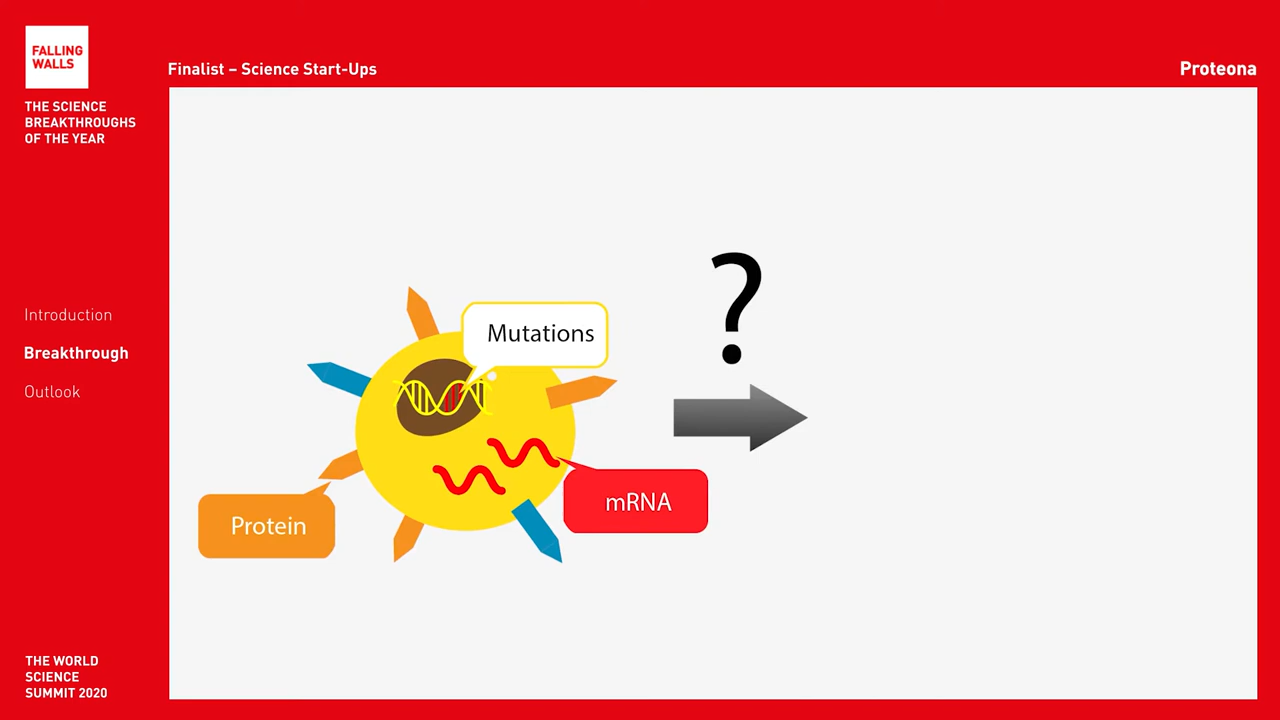 FALLING
WALLS
THE SCIENCE
BREAKTHROUGHS
OF THE YEAR
Finalist – Science Start-Ups
Proteona
Introduction
Breakthrough
Outlook
?
Mutations
mRNA
Protein
THE WORLD
SCIENCE
SUMMIT 2020